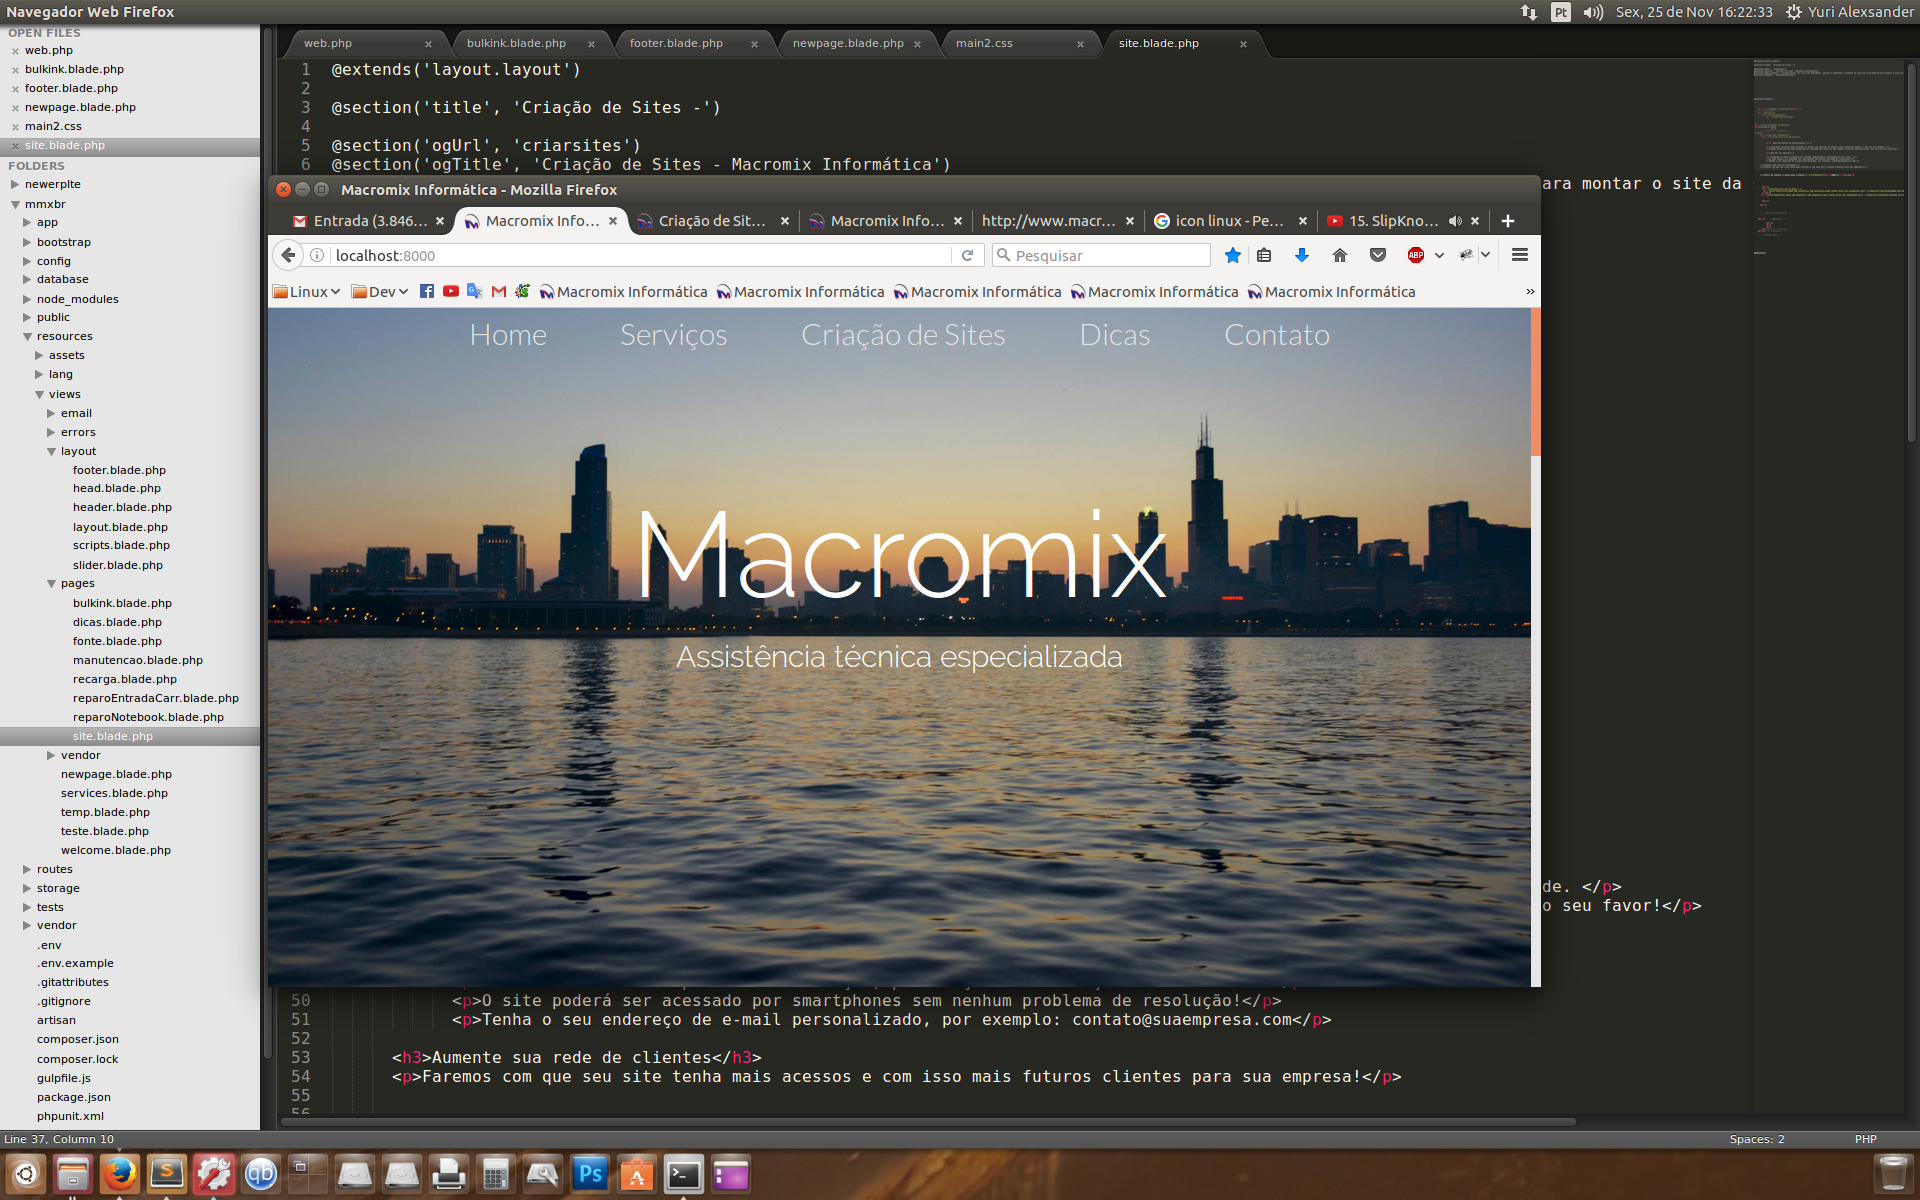 Navegador Web Firefox
Pt
Sex, 25 de Nov 16:22:33
Yuri Alexsander
OPEN FILES
web.php
bulkink.blade.php
footer.blade.php
newpage.blade.php
main2.css
site.blade.php
FOLDERS
newerplte
mmxbr
app
bootstrap
config
database
node_modules
public
resources
assets
lang
views
email
errors
layout
footer.blade.php
head.blade.php
header.blade.php
layout.blade.php
scripts.blade.php
slider.blade.php
pages
bulkink.blade.php
dicas.blade.php
fonte.blade.php
manutencao.blade.php
recarga.blade.php
reparoEntradaCarr.blade.php
reparoNotebook.blade.php
site.blade.php
vendor
newpage.blade.php
services.blade.php
temp.blade.php
teste.blade.php
welcome.blade.php
routes
storage
tests
vendor
.env
.env.example
.gitattributes
.gitignore
artisan
composer.json
composer.lock
gulpfile.js
package.json
phpunit.xml
web.php
bulkink.blade.php
footer.blade.php
newpage.blade.php
main2.css
site.blade.php
1 @extends('layout.layout')
2
3 @section('title', 'Criação de Sites -')
4
5 @section('ogUrl', 'criarsites')
6 @section('ogTitle', 'Criação de Sites - Macromix Informática')
ara montar o site da
Macromix Informática - Mozilla Firefox
Entrada (3.846...
Macromix Info...
Criação de Sit...
Macromix Info...
http://www.macr...
icon linux - Pe...
15. SlipKno...
localhost:8000
Pesquisar
ABP
Linux
Dev
Macromix Informática
Macromix Informática
Macromix Informática
Macromix Informática
Macromix Informática
»
Home
Serviços
Criação de Sites
Dicas
Contato
Macromix
Assistência técnica especializada
de. </p>
o seu favor!</p>
50 <p>O site poderá ser acessado por smartphones sem nenhum problema de resolução!</p>
51 <p>Tenha o seu endereço de e-mail personalizado, por exemplo: contato@suaempresa.com</p>
52
53 <h3>Aumente sua rede de clientes</h3>
54 <p>Faremos com que seu site tenha mais acessos e com isso mais futuros clientes para sua empresa!</p>
55
56
Line 37, Column 10
Spaces: 2
PHP
S
qb
Ps